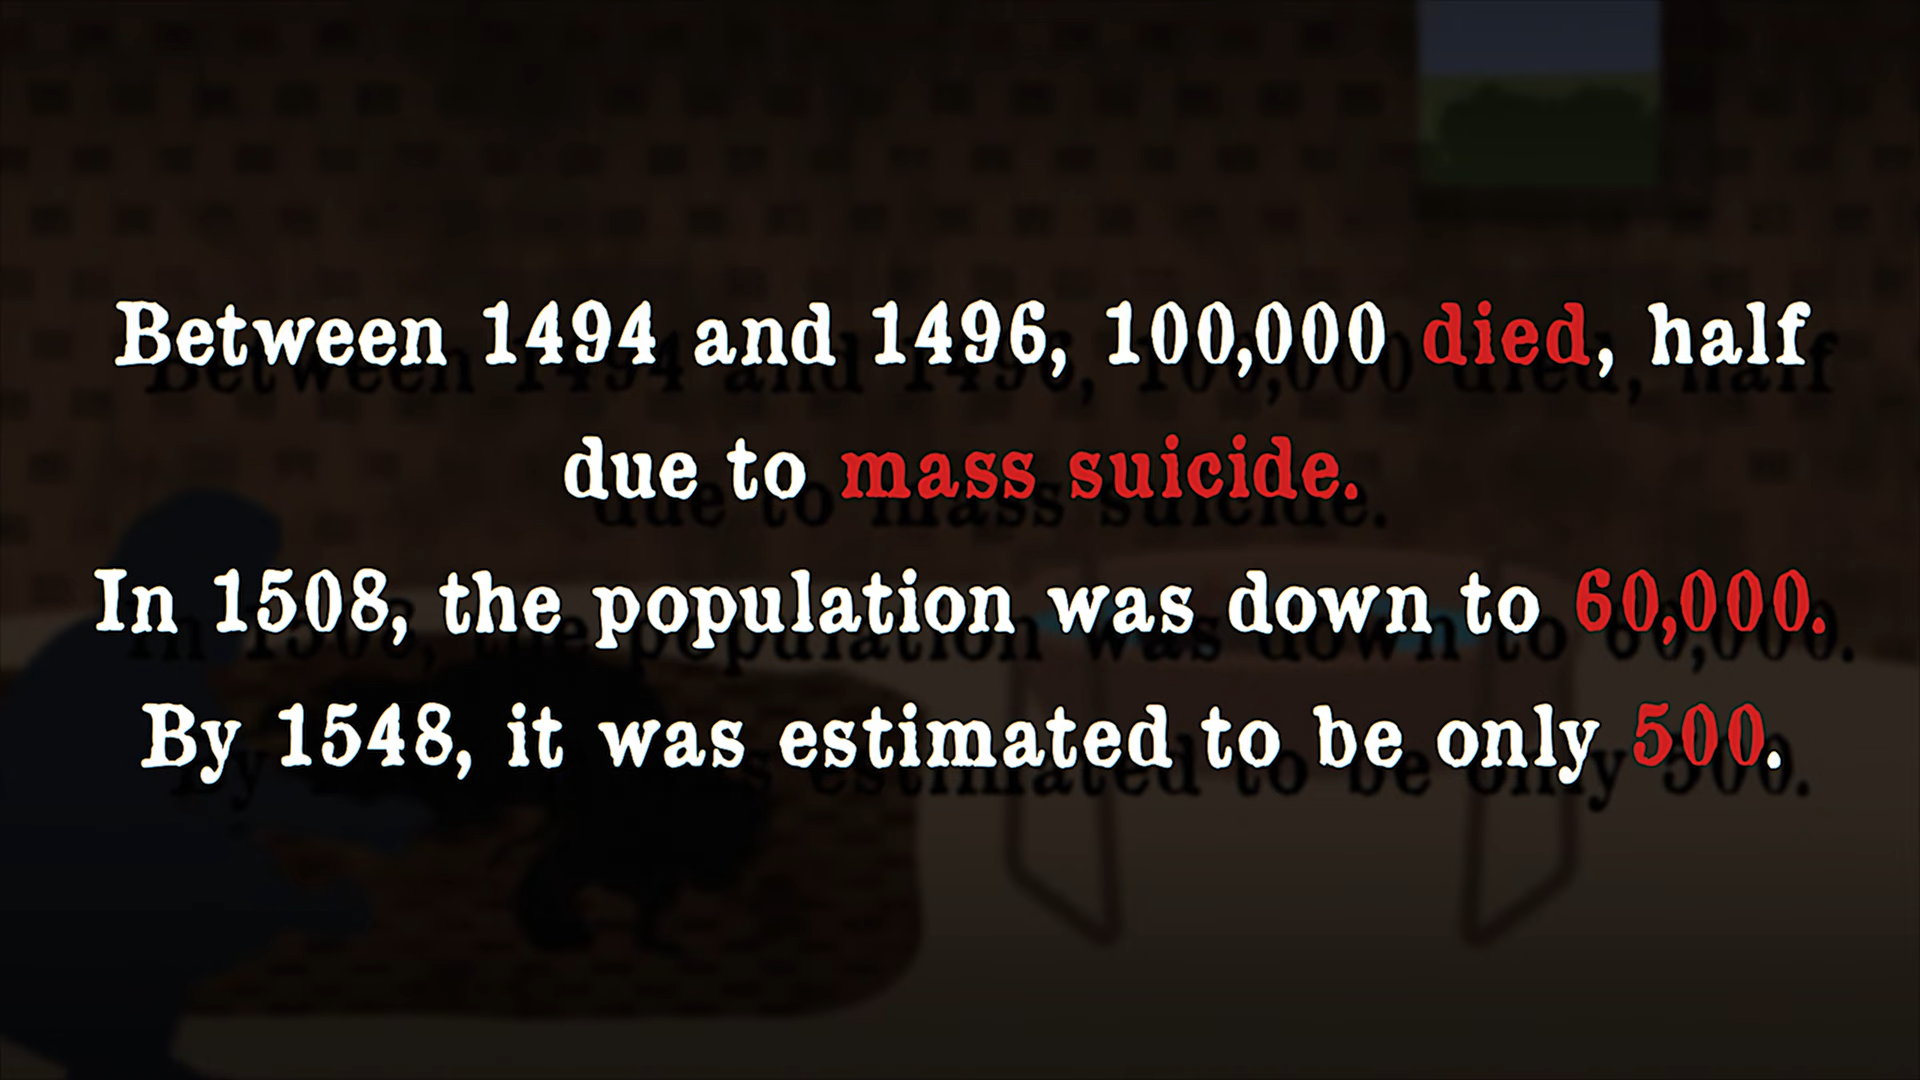 Between 1494 and 1496, 100,000 died, half
due to mass suicide.
In 1508, the population was down to 60,000.
By 1548, it was estimated to be only 500.